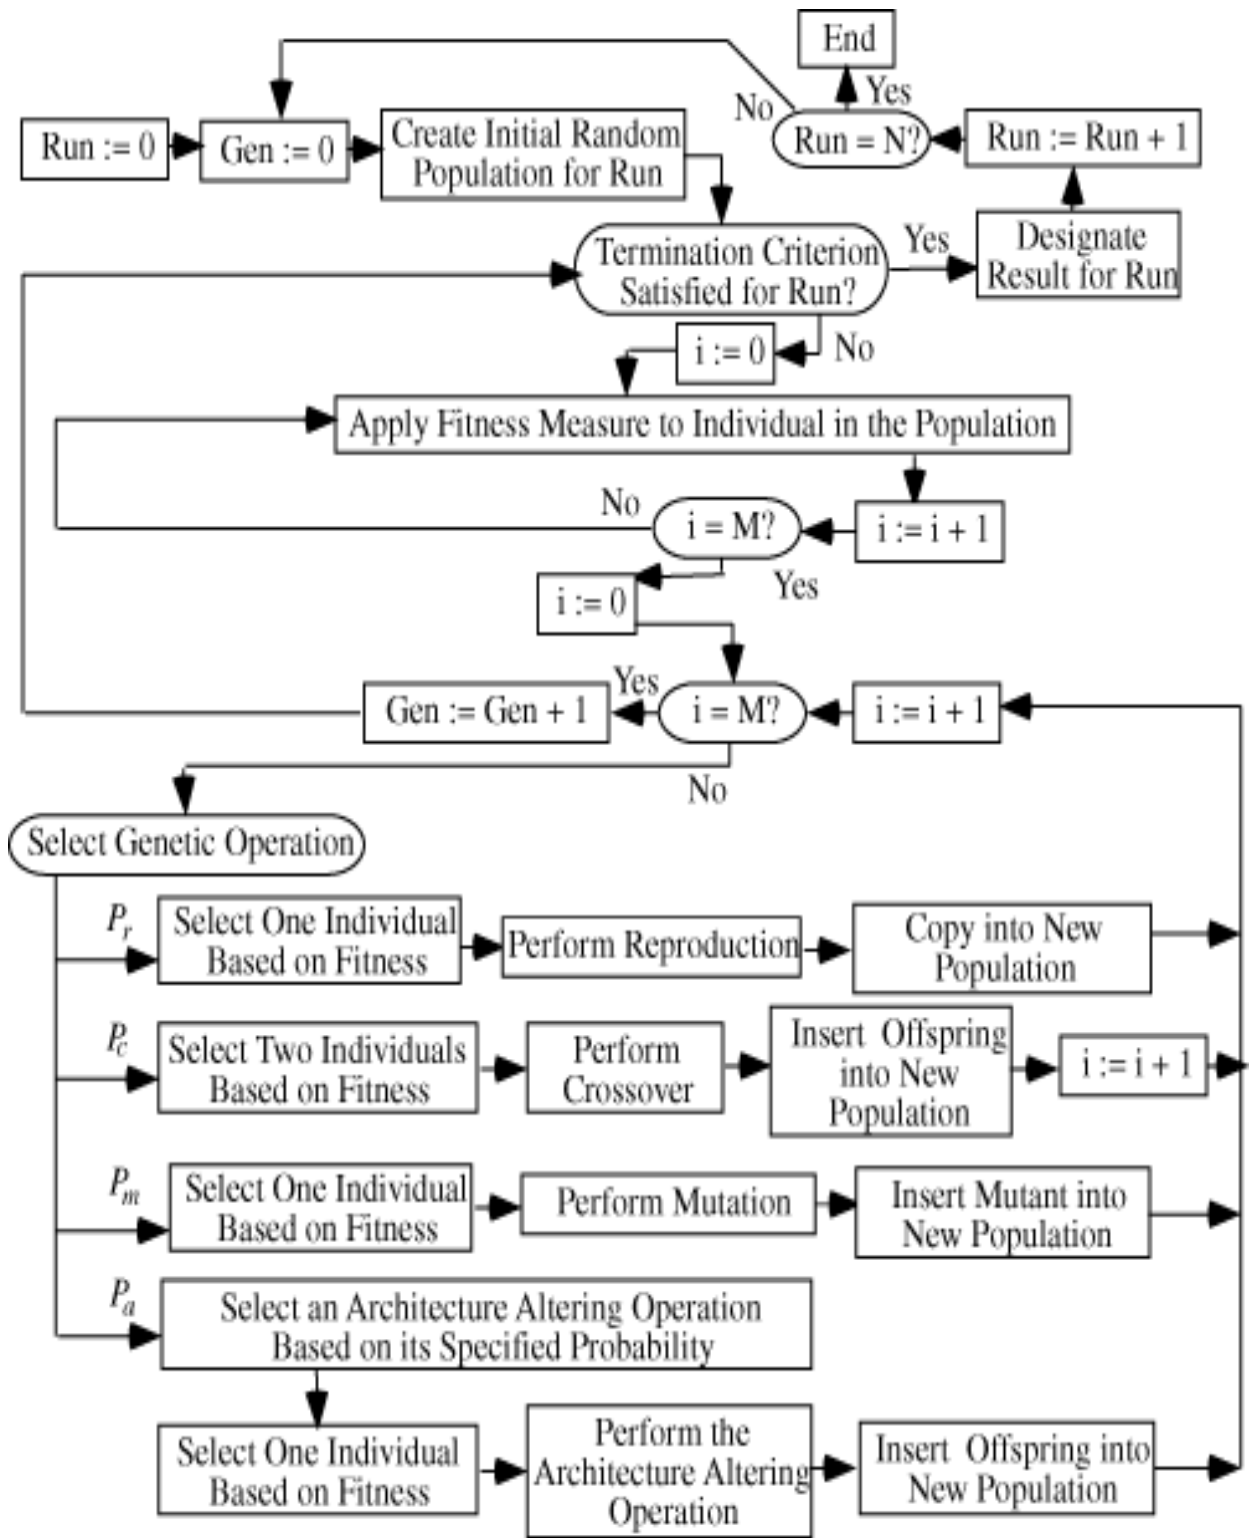 End
No
Yes
Run := 0
Gen := 0
Create Initial Random
Population for Run
Run = N?
Run := Run + 1
Termination Criterion
Satisfied for Run?
Yes
Designate
Result for Run
i := 0
No
Apply Fitness Measure to Individual in the Population
No
i = M?
i := i + 1
Yes
i := 0
Gen := Gen + 1
Yes
i = M?
i := i + 1
No
Select Genetic Operation
Pr
Select One Individual
Based on Fitness
Perform Reproduction
Copy into New
Population
Pc
Select Two Individuals
Based on Fitness
Perform
Crossover
Insert Offspring
into New
Population
i := i + 1
Pm
Select One Individual
Based on Fitness
Perform Mutation
Insert Mutant into
New Population
Pa
Select an Architecture Altering Operation
Based on its Specified Probability
Select One Individual
Based on Fitness
Perform the
Architecture Altering
Operation
Insert Offspring into
New Population